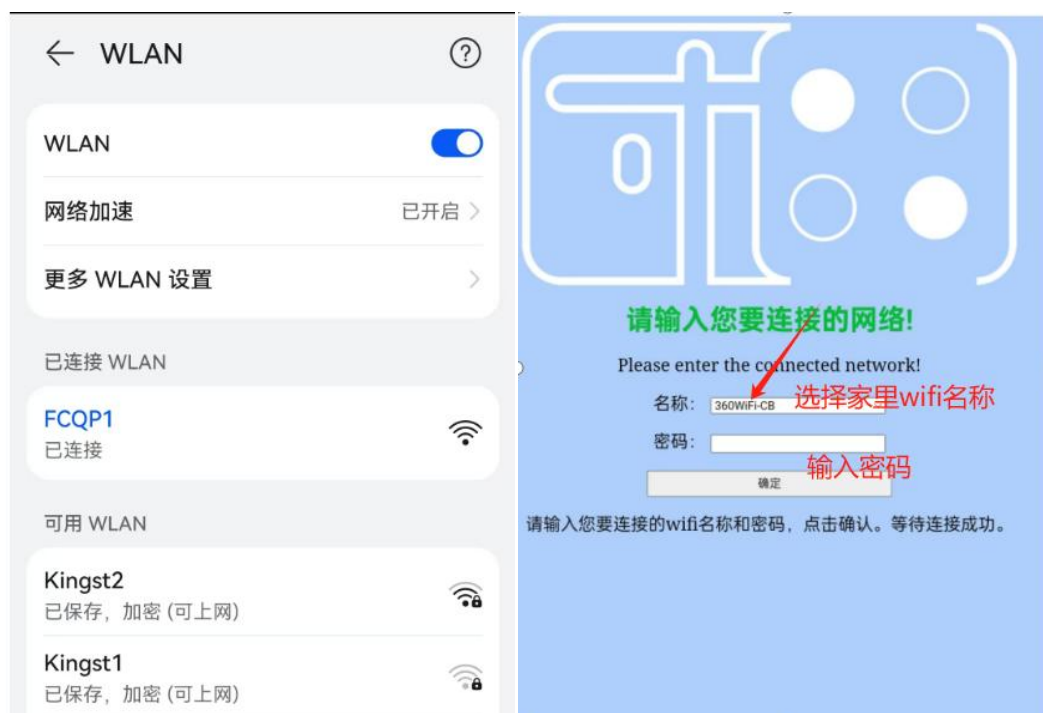 WLAN
WLAN
网络加速 已开启
更多 WLAN 设置
已连接 WLAN
FCQP1
已连接
可用 WLAN
Kingst2
已保存，加密 (可上网)
Kingst1
已保存，加密 (可上网)
请输入您要连接的网络!
Please enter the connected network!
名称： 360WiFi-CB 选择家里wifi名称
密码：
输入密码
确定
请输入您要连接的wifi名称和密码，点击确认。等待连接成功。